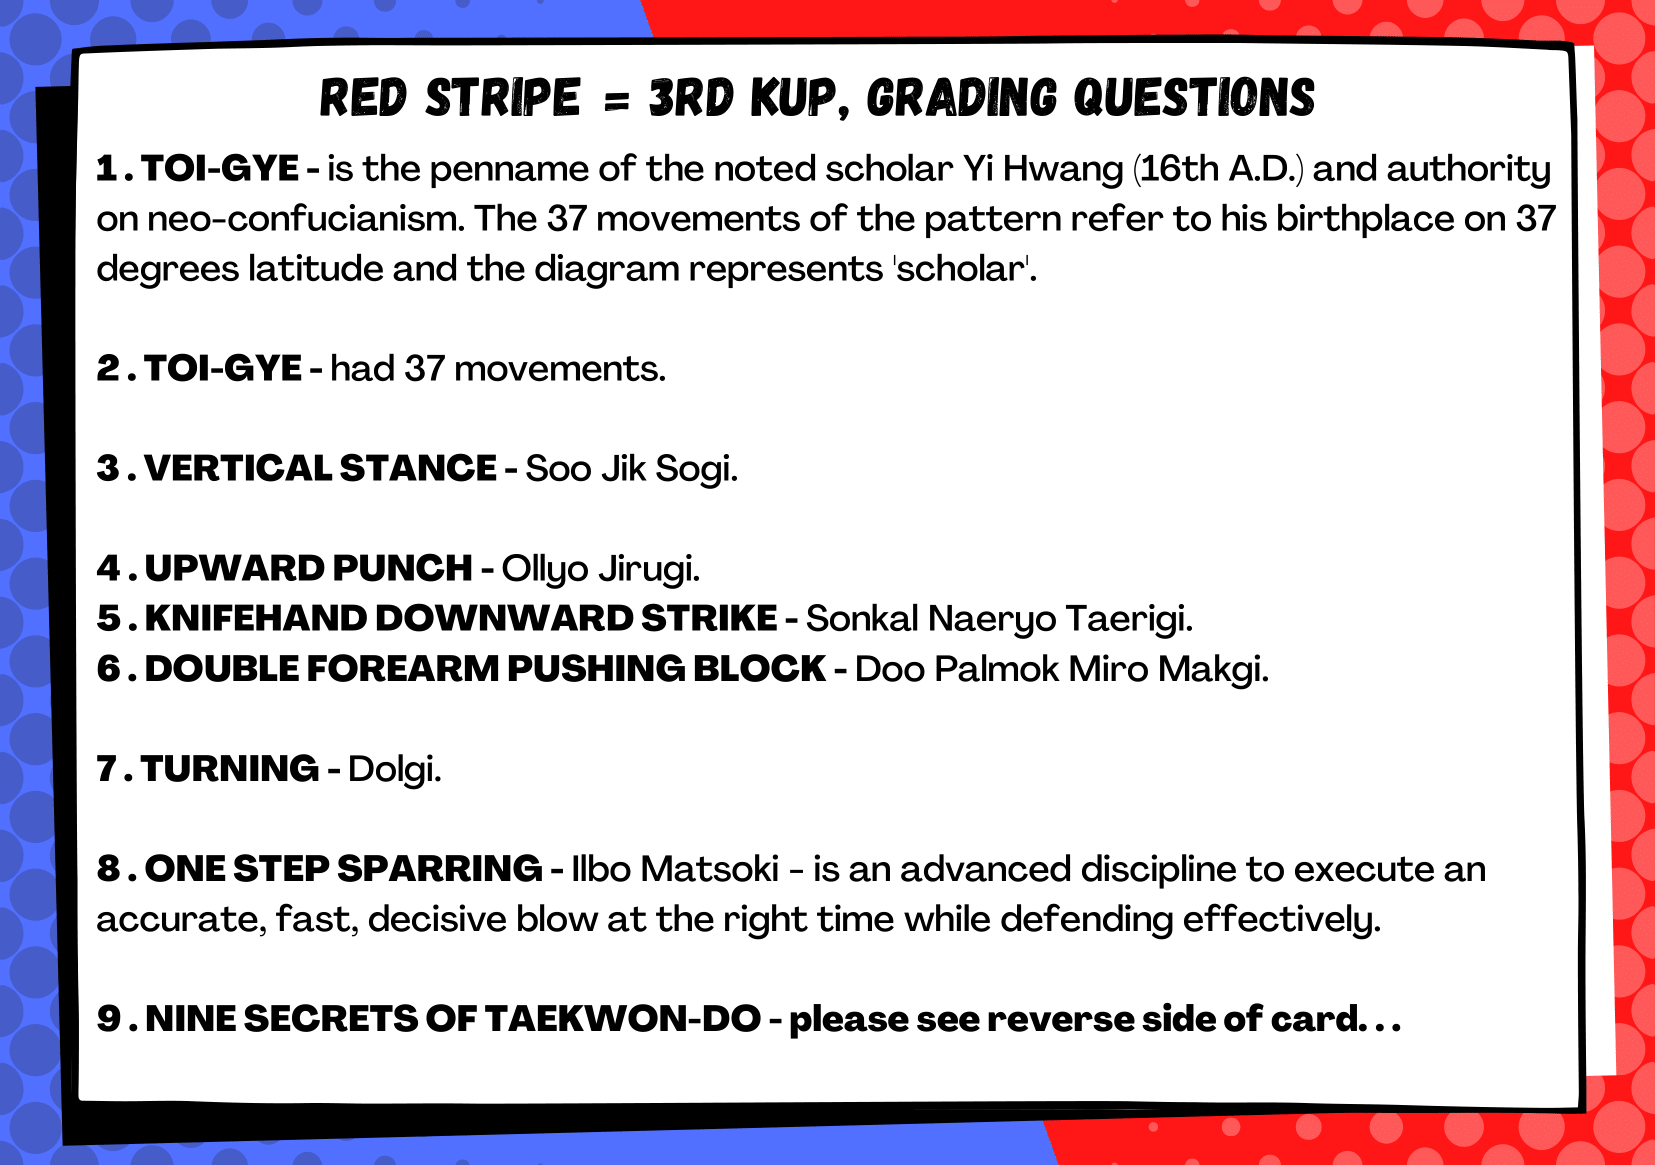 RED STRIPE = 3RD KUP, GRADING QUESTIONS
1. TOI-GYE - is the penname of the noted scholar Yi Hwang (16th A.D.) and authority
on neo-confucianism. The 37 movements of the pattern refer to his birthplace on 37
degrees latitude and the diagram represents 'scholar'.
2. TOI-GYE - had 37 movements.
3. VERTICAL STANCE - Soo Jik Sogi.
4. UPWARD PUNCH - Ollyo Jirugi.
5. KNIFEHAND DOWNWARD STRIKE - Sonkal Naeryo Taerigi.
6. DOUBLE FOREARM PUSHING BLOCK - Doo Palmok Miro Makgi.
7. TURNING - Dolgi.
8. ONE STEP SPARRING - Ilbo Matsoki - is an advanced discipline to execute an
accurate, fast, decisive blow at the right time while defending effectively.
9. NINE SECRETS OF TAEKWON-DO - please see reverse side of card...